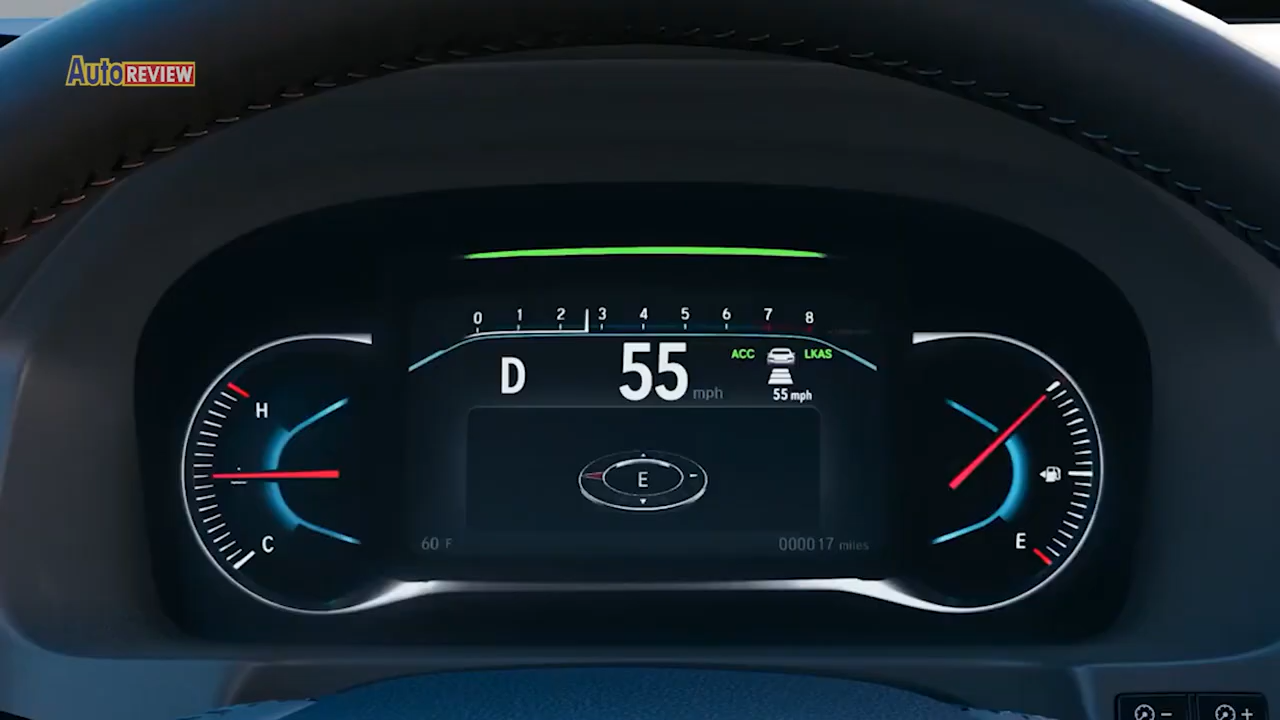 AutoREVIEW
0 1 2 3 4 5 6 7 8
D 55 mph ACC LKAS
55 mph
H
E
C
E
60 F
000017 miles